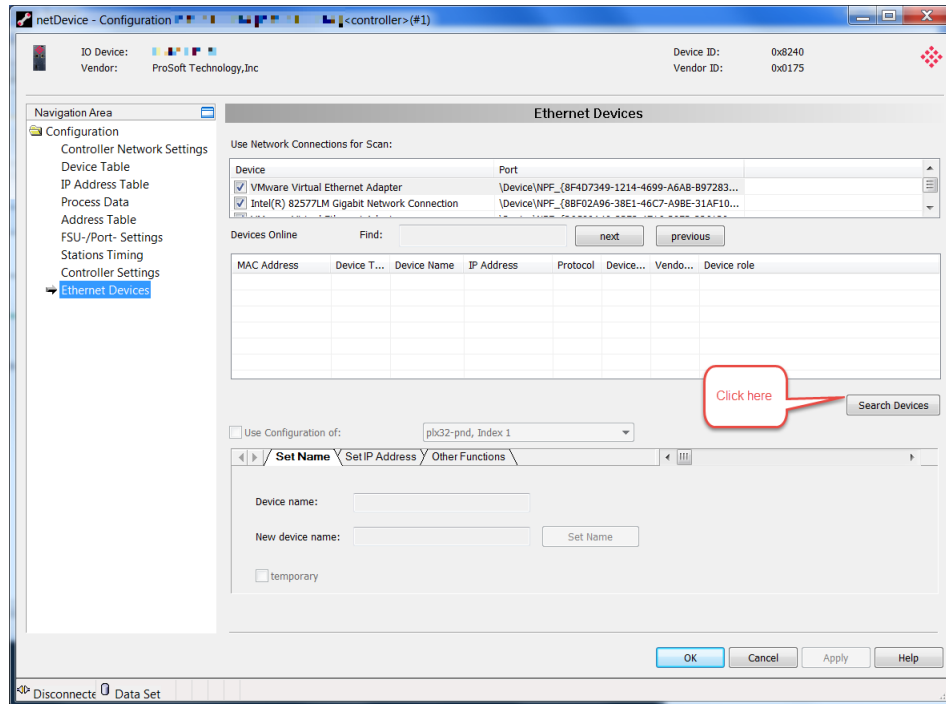 netDevice - Configuration <controller>(#1)
IO Device: Device ID: 0x8240
Vendor: ProSoft Technology,Inc Vendor ID: 0x0175
Navigation Area
Configuration
Controller Network Settings
Device Table
IP Address Table
Process Data
Address Table
FSU-/Port- Settings
Stations Timing
Controller Settings
Ethernet Devices
Ethernet Devices
Use Network Connections for Scan:
Device Port
VMware Virtual Ethernet Adapter \Device\NPF_{8F4D7349-1214-4699-A6AB-B97283...
Intel(R) 82577LM Gigabit Network Connection \Device\NPF_{8BF02A96-38E1-46C7-A9BE-31AF10...
Devices Online Find: next previous
MAC Address Device T... Device Name IP Address Protocol Device... Vendo... Device role
Click here
Search Devices
Use Configuration of: plx32-pnd, Index 1
Set Name Set IP Address Other Functions
Device name:
New device name: Set Name
temporary
OK Cancel Apply Help
Disconnecte Data Set